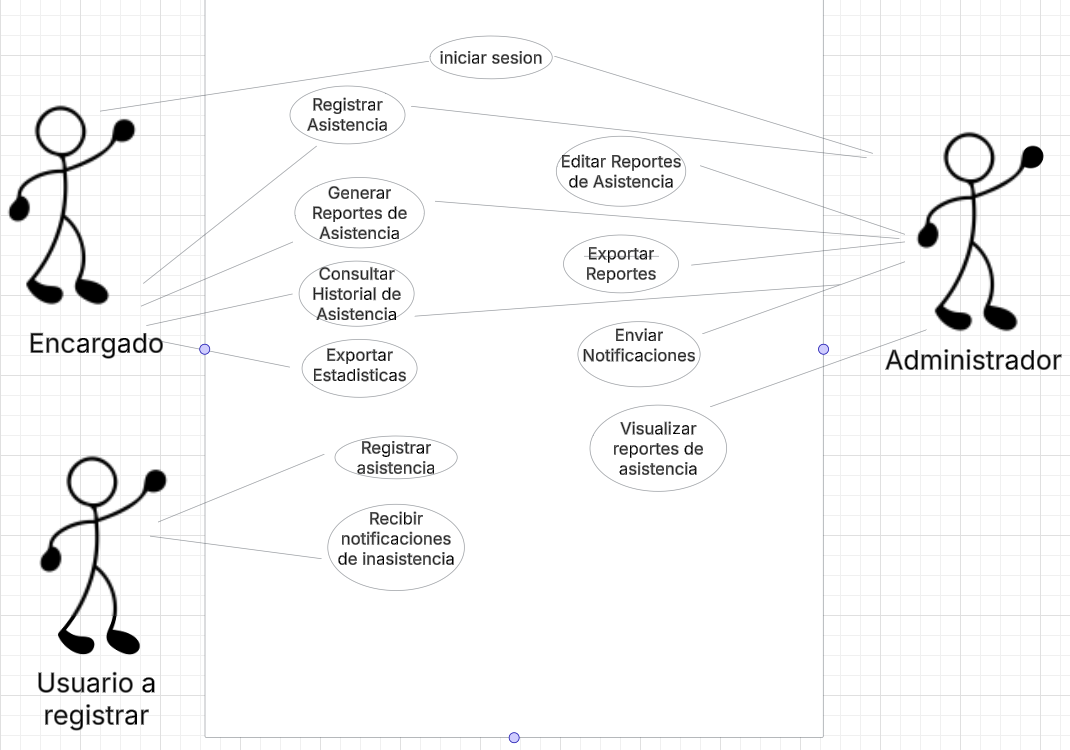 iniciar sesion
Registrar
Asistencia
Editar Reportes
de Asistencia
Generar
Reportes de
Asistencia
Exportar
Reportes
Consultar
Historial de
Asistencia
Enviar
Notificaciones
Exportar
Estadisticas
Encargado
Administrador
Visualizar
reportes de
asistencia
Registrar
asistencia
Recibir
notificaciones
de inasistencia
Usuario a
registrar